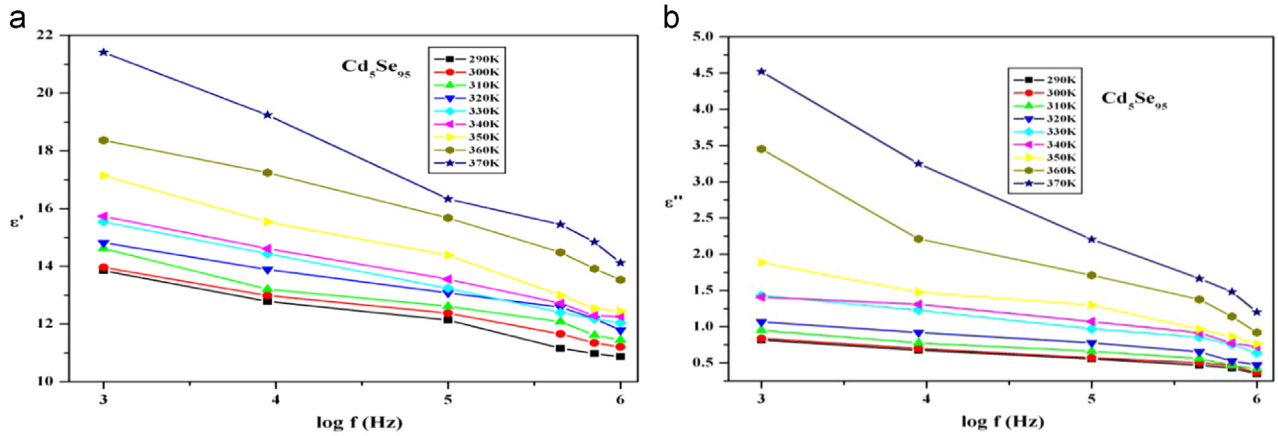 a
22
20
18
16
14
12
10
ε'
3
4
5
6
log f (Hz)
Cd5Se95
290K
300K
310K
320K
330K
340K
350K
360K
370K
b
5.0
4.5
4.0
3.5
3.0
2.5
2.0
1.5
1.0
0.5
ε"
3
4
5
6
log f (Hz)
290K
300K
310K
320K
330K
340K
350K
360K
370K
Cd5Se95